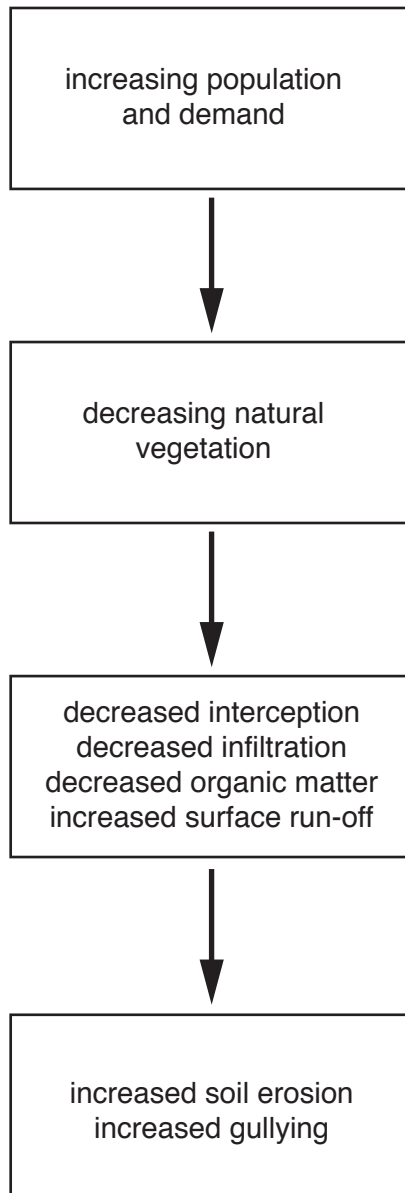 increasing population
and demand
decreasing natural
vegetation
decreased interception
decreased infiltration
decreased organic matter
increased surface run-off
increased soil erosion
increased gullying